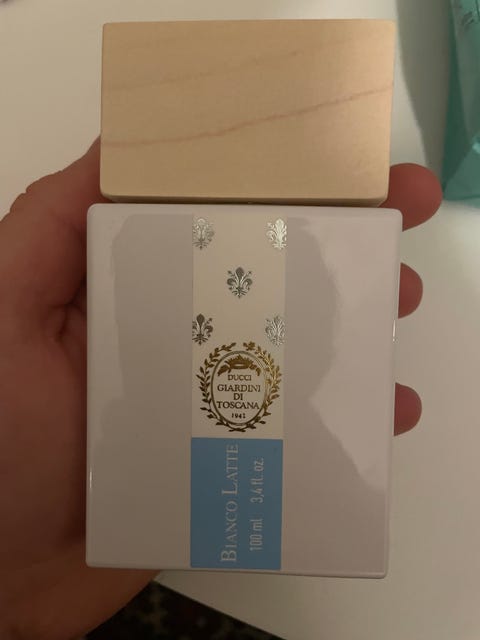 DUCCI
GIARDINI
DI
TOSCANA
1942
BIANCO LATTE
100 ml 3,4 fl. oz.